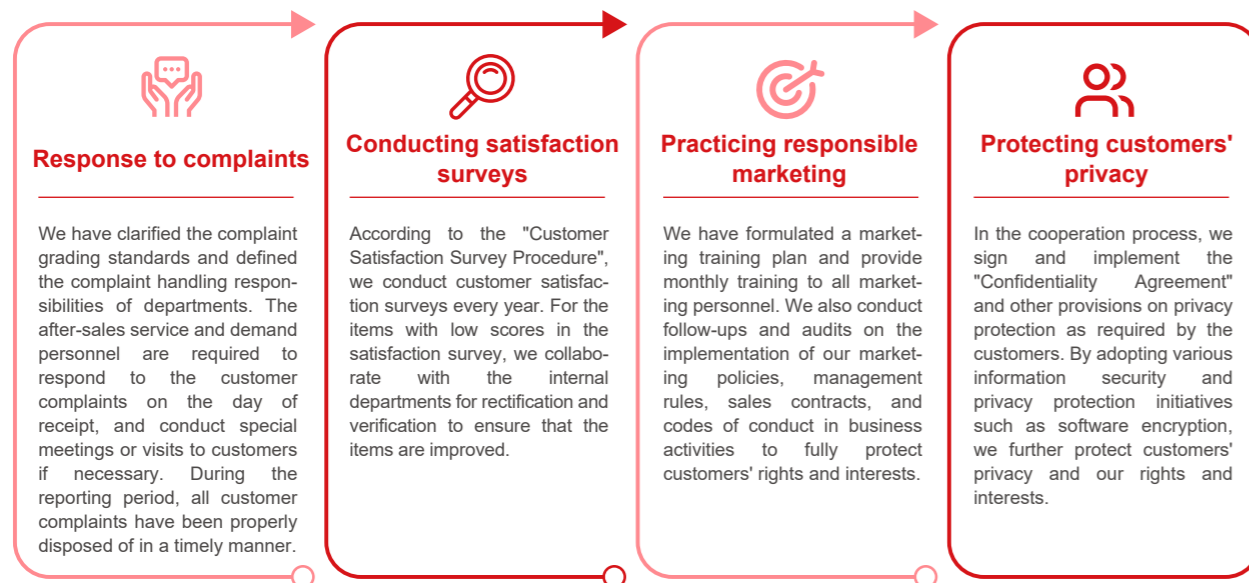 Response to complaints
We have clarified the complaint
grading standards and defined
the complaint handling respon-
sibilities of departments. The
after-sales service and demand
personnel are required to
respond to the customer
complaints on the day of
receipt, and conduct special
meetings or visits to customers
if necessary. During the
reporting period, all customer
complaints have been properly
disposed of in a timely manner.
Conducting satisfaction
surveys
According to the "Customer
Satisfaction Survey Procedure",
we conduct customer satisfac-
tion surveys every year. For the
items with low scores in the
satisfaction survey, we collabo-
rate with the internal
departments for rectification and
verification to ensure that the
items are improved.
Practicing responsible
marketing
We have formulated a market-
ing training plan and provide
monthly training to all market-
ing personnel. We also conduct
follow-ups and audits on the
implementation of our market-
ing policies, management
rules, sales contracts, and
codes of conduct in business
activities to fully protect
customers' rights and interests.
Protecting customers'
privacy
In the cooperation process, we
sign and implement the
"Confidentiality Agreement"
and other provisions on privacy
protection as required by the
customers. By adopting various
information security and
privacy protection initiatives
such as software encryption,
we further protect customers'
privacy and our rights and
interests.